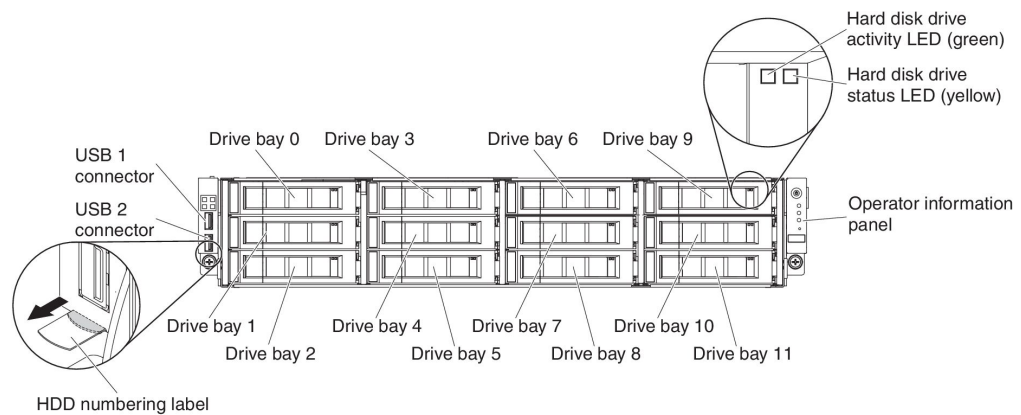 Hard disk drive
activity LED (green)
Hard disk drive
status LED (yellow)
Drive bay 0
Drive bay 3
Drive bay 6
Drive bay 9
USB 1
connector
USB 2
connector
Operator information
panel
Drive bay 1
Drive bay 4
Drive bay 7
Drive bay 10
Drive bay 2
Drive bay 5
Drive bay 8
Drive bay 11
HDD numbering label